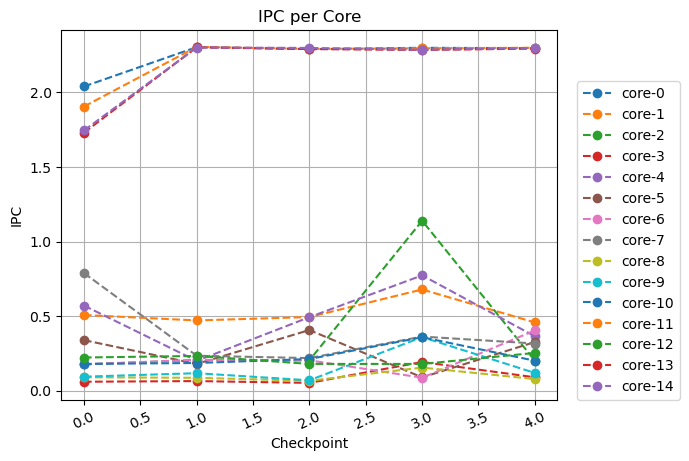 IPC per Core
IPC
2.0
1.5
1.0
0.5
0.0
0.0 0.5 1.0 1.5 2.0 2.5 3.0 3.5 4.0
Checkpoint
core-0
core-1
core-2
core-3
core-4
core-5
core-6
core-7
core-8
core-9
core-10
core-11
core-12
core-13
core-14